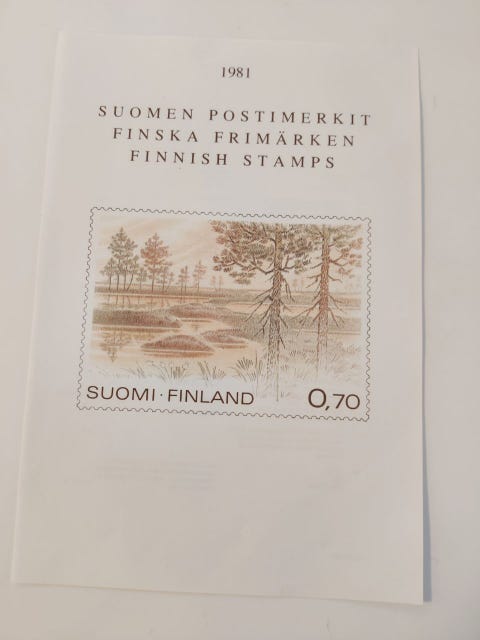 1981
SUOMEN POSTIMERKIT
FINSKA FRIMÄRKEN
FINNISH STAMPS
SUOMI · FINLAND 0,70